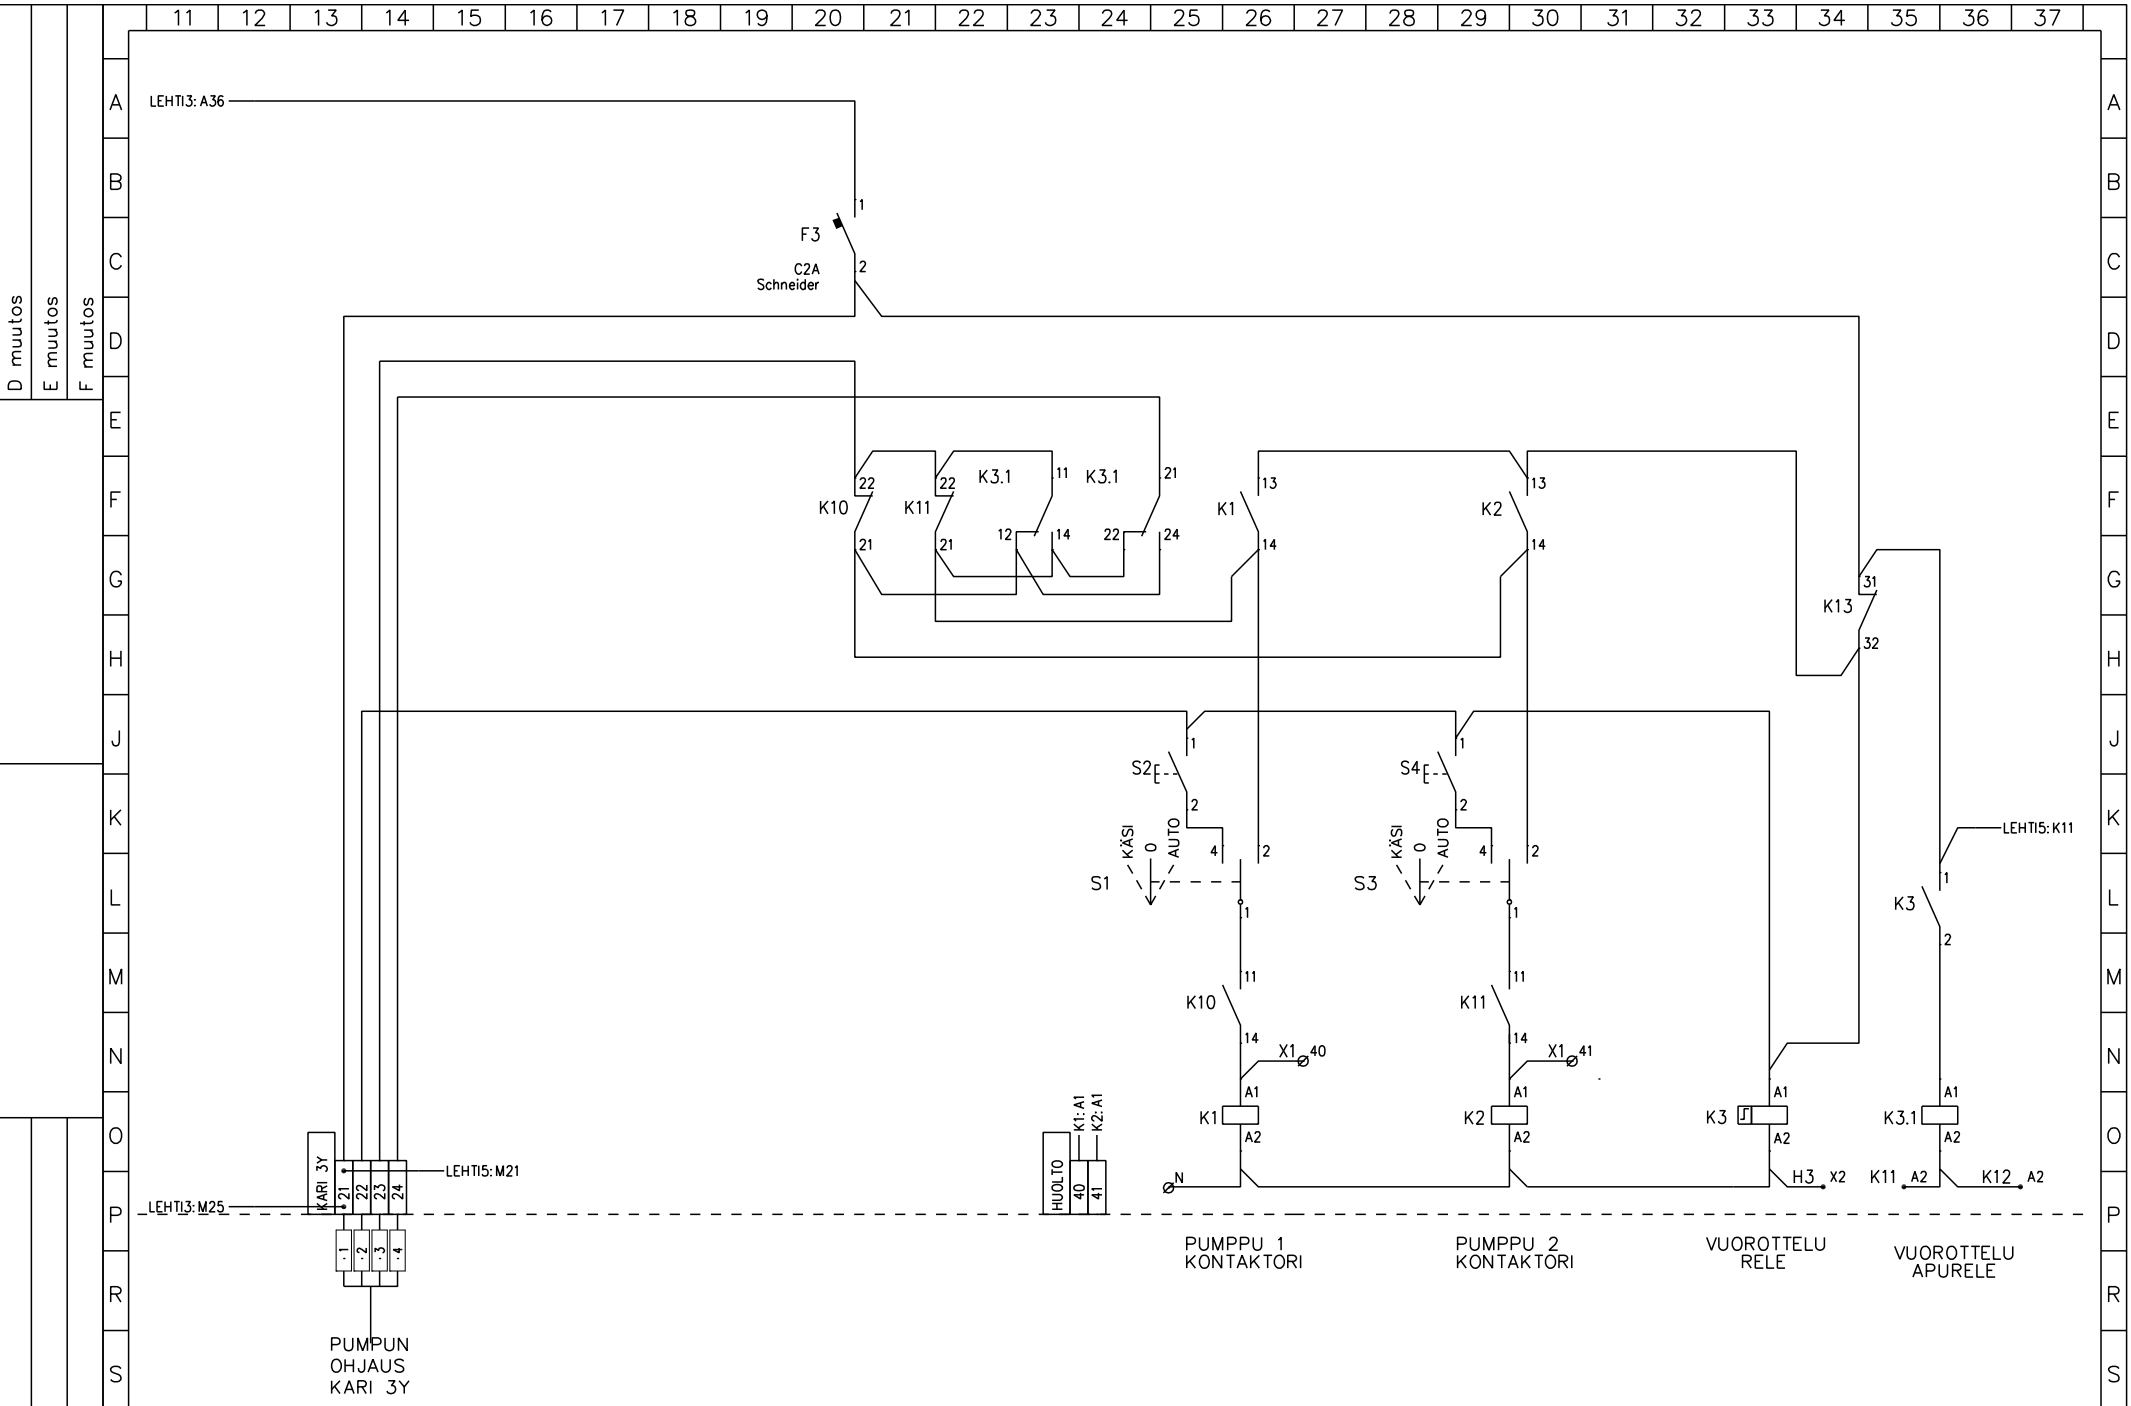 11 12 13 14 15 16 17 18 19 20 21 22 23 24 25 26 27 28 29 30 31 32 33 34 35 36 37
A LEHTI3:A36 A
B B
1
F3
C C
C2A 2
Schneider
D muutos
E muutos
F muutos
D D
E E
K3.1 11 K3.1 21
22 22 13 13
F K10 K11 K1 K2 F
12 14 22 24
21 21 14 14
G 31 G
K13
H 32 H
J 1 1 J
S2 S4
2 2
K KÄSI 0 AUTO KÄSI 0 AUTO LEHTI5:K11 K
4 2 4 2
1
L S1 S3 K3 L
1 1
2
M 11 11 M
K10 K11
14 14
N X1 40 X1 41 N
A1 A1 A1 A1
K1:A1
K2:A1
O K1 K2 K3 K3.1 O
A2 A2 A2 A2
KARI 3Y 21 22 23 24 LEHTI5:M21
HUOLTO 40 41
N H3 X2 K11 A2 K12 A2
P LEHTI3:M25 P
.1 .2 .3 .4
PUMPPU 1
KONTAKTORI
PUMPPU 2
KONTAKTORI
VUOROTTELU
RELE
VUOROTTELU
APURELE
R R
PUMPUN
OHJAUS
KARI 3Y
S S